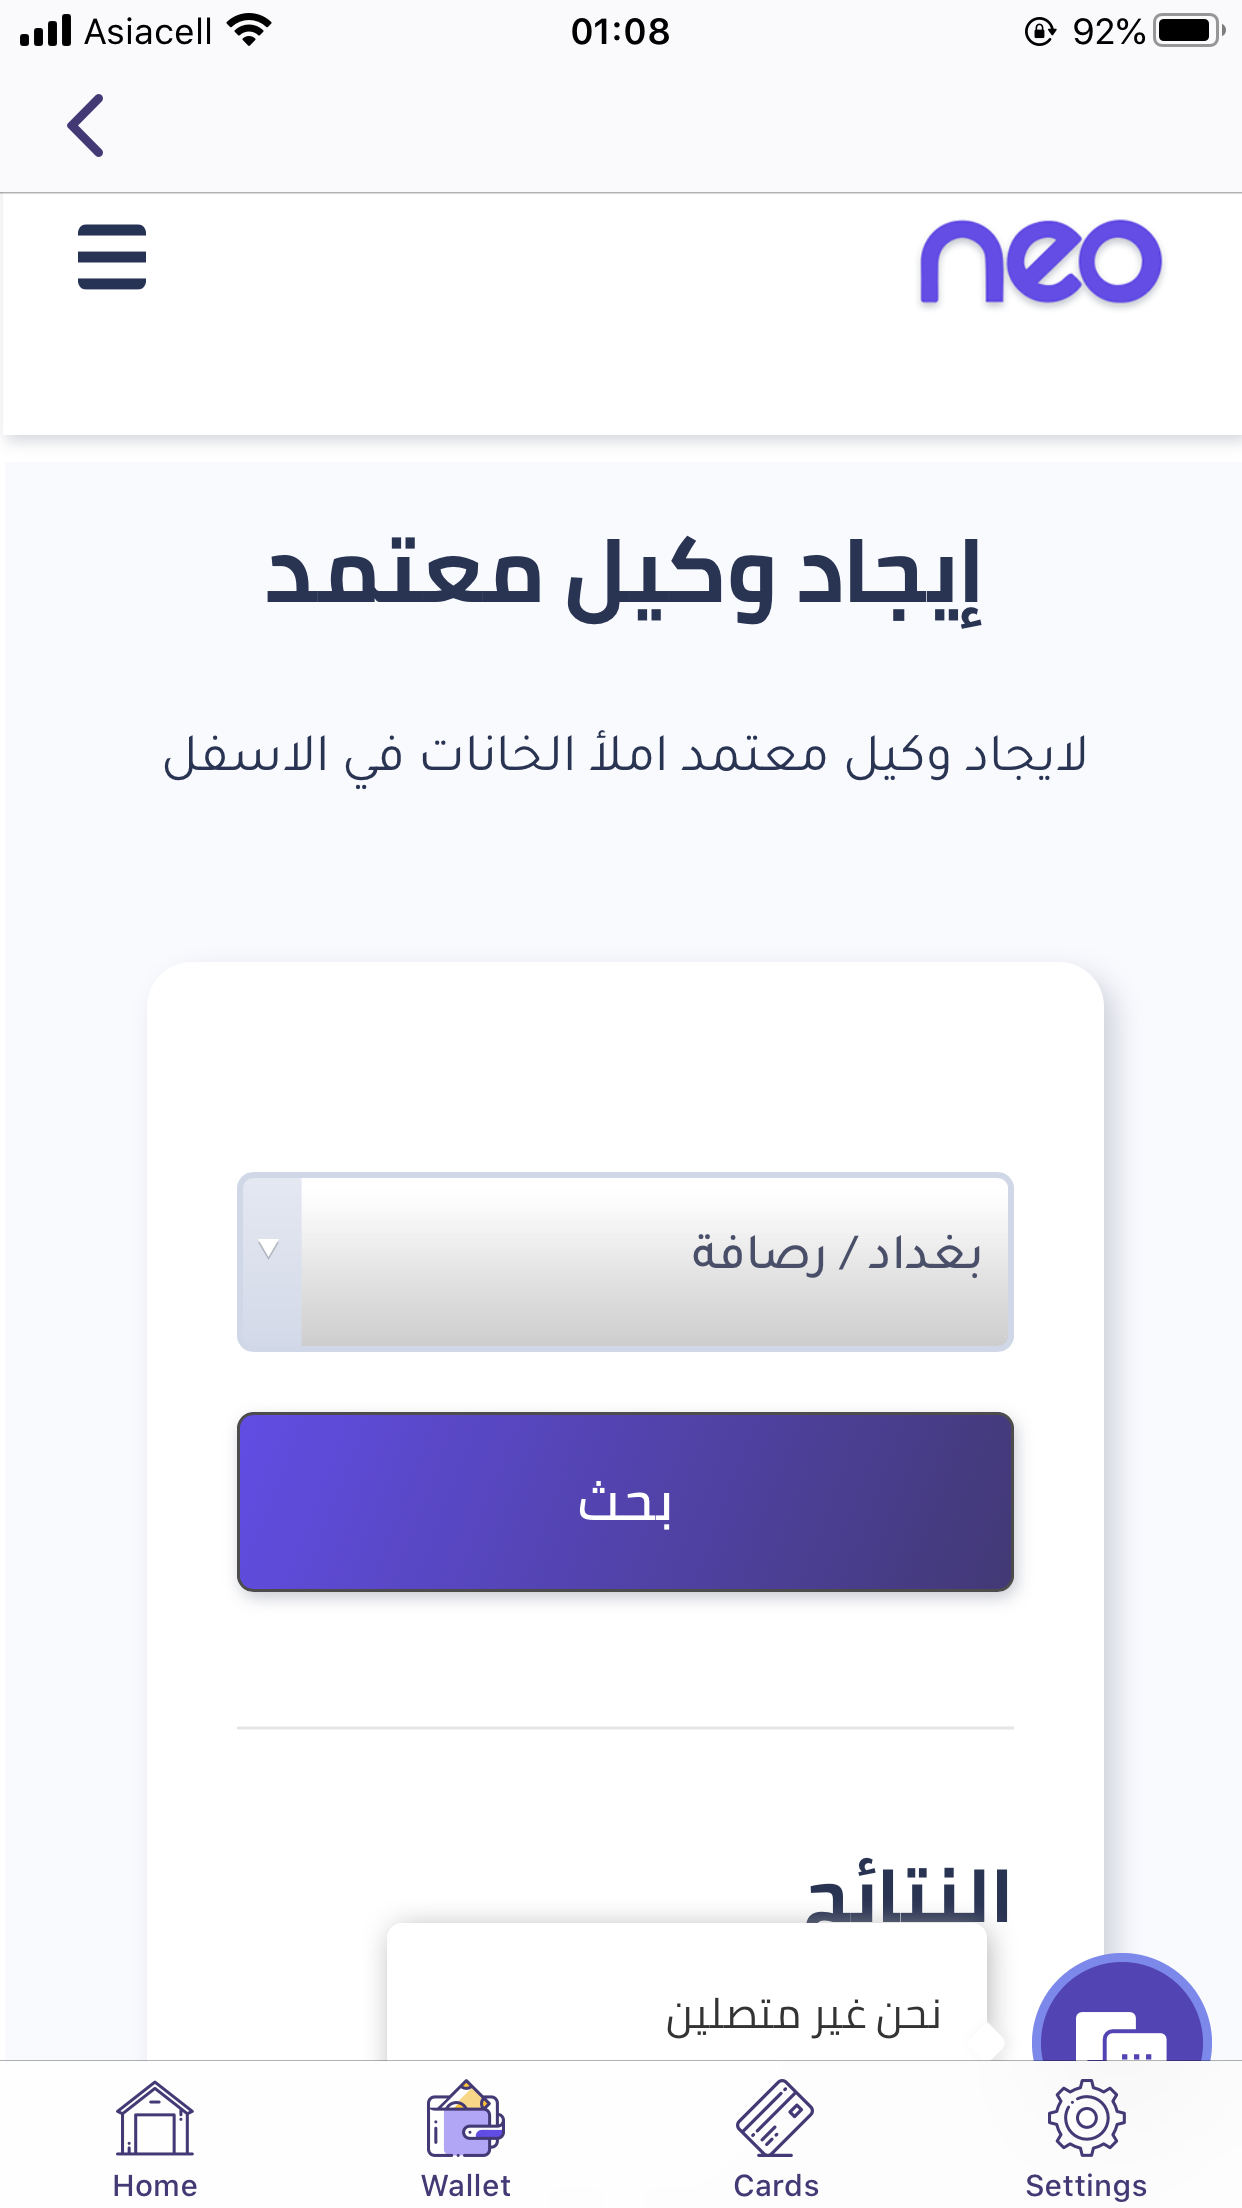 Asiacell 01:08 92%
neo
إيجاد وكيل معتمد
لايجاد وكيل معتمد املأ الخانات في الاسفل
بغداد / رصافة
بحث
النتائج
نحن غير متصلين
Home Wallet Cards Settings